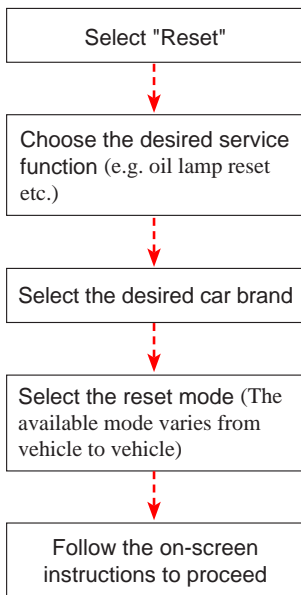 Select "Reset"
Choose the desired service
function (e.g. oil lamp reset
etc.)
Select the desired car brand
Select the reset mode (The
available mode varies from
vehicle to vehicle)
Follow the on-screen
instructions to proceed